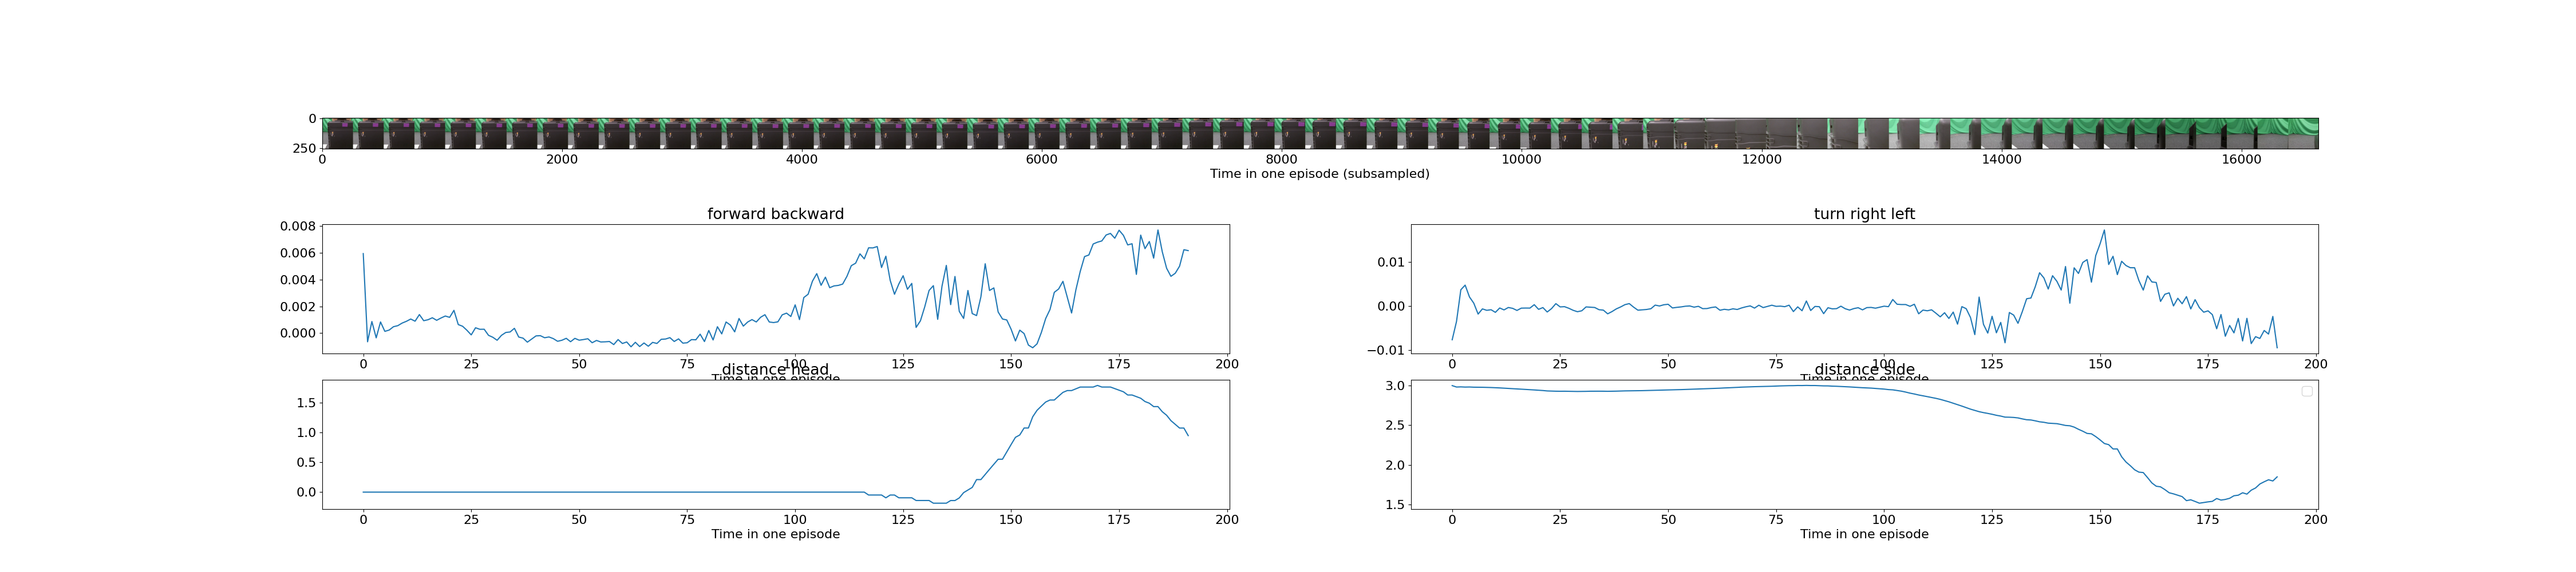 0
250
0 2000 4000 6000 8000 10000 12000 14000 16000
Time in one episode (subsampled)
forward backward
0.008
0.006
0.004
0.002
0.000
0 25 50 75 100 125 150 175 200
Time in one episode
turn right left
0.01
0.00
−0.01
0 25 50 75 100 125 150 175 200
Time in one episode
distance head
1.5
1.0
0.5
0.0
0 25 50 75 100 125 150 175 200
Time in one episode
distance side
3.0
2.5
2.0
1.5
0 25 50 75 100 125 150 175 200
Time in one episode